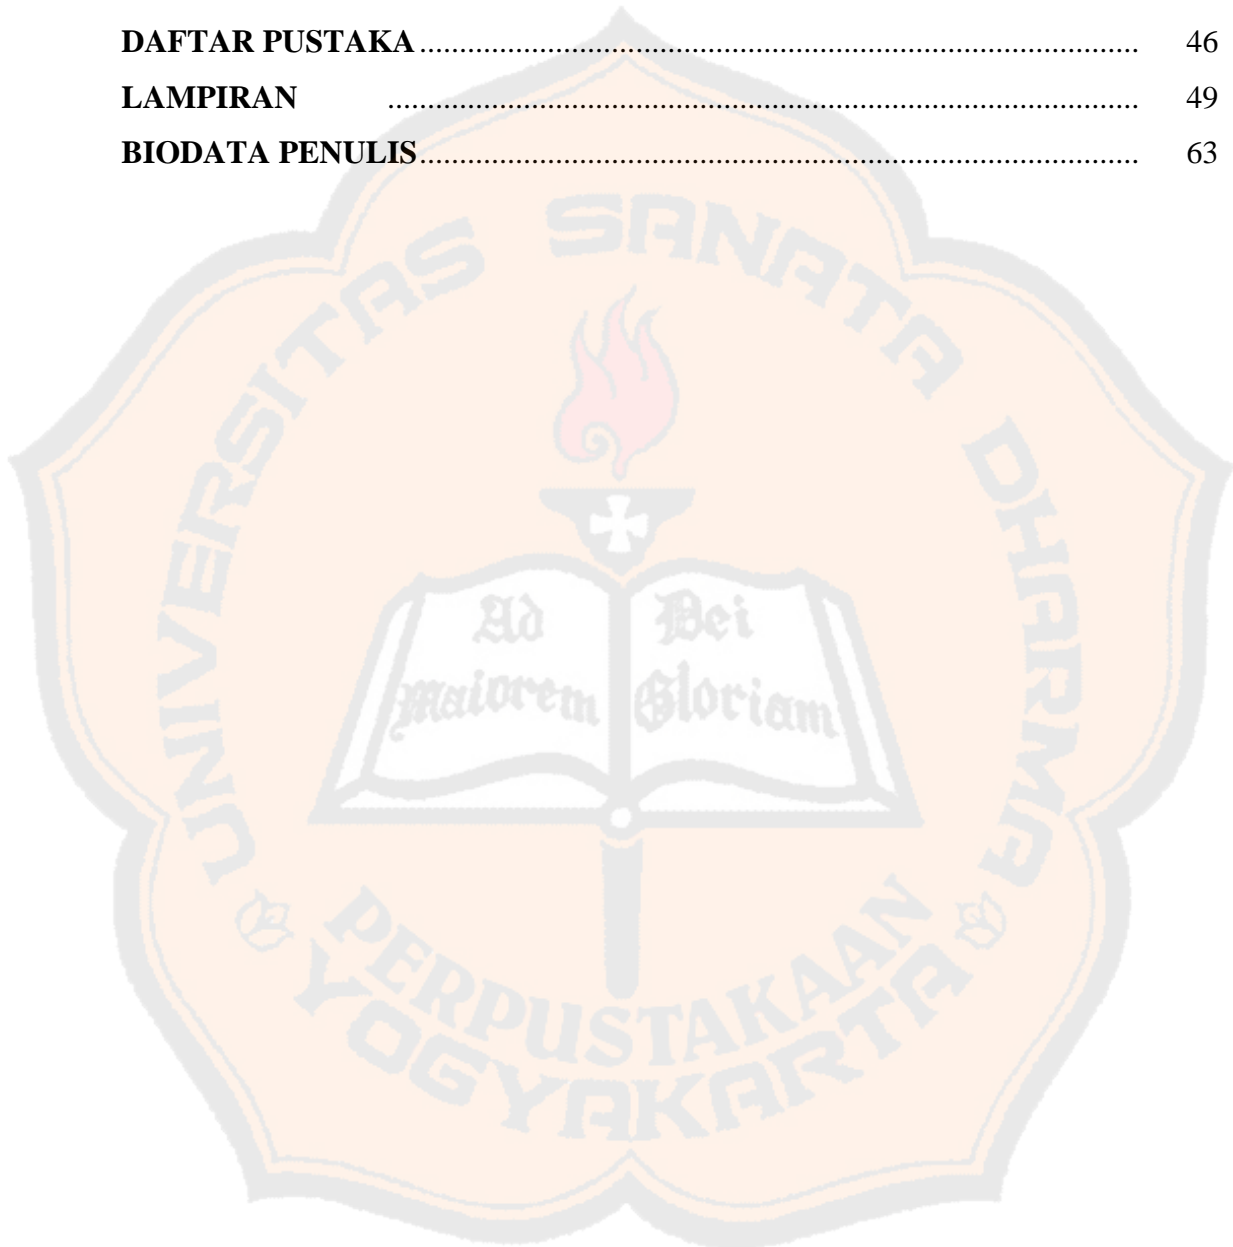 DAFTAR PUSTAKA .......................................................................................... 46
LAMPIRAN .............................................................................................. 49
BIODATA PENULIS .......................................................................................... 63
UNIVERSITAS SANATA DHARMA
Ad Dei
Maiorem Gloriam
PERPUSTAKAAN
YOGYAKARTA